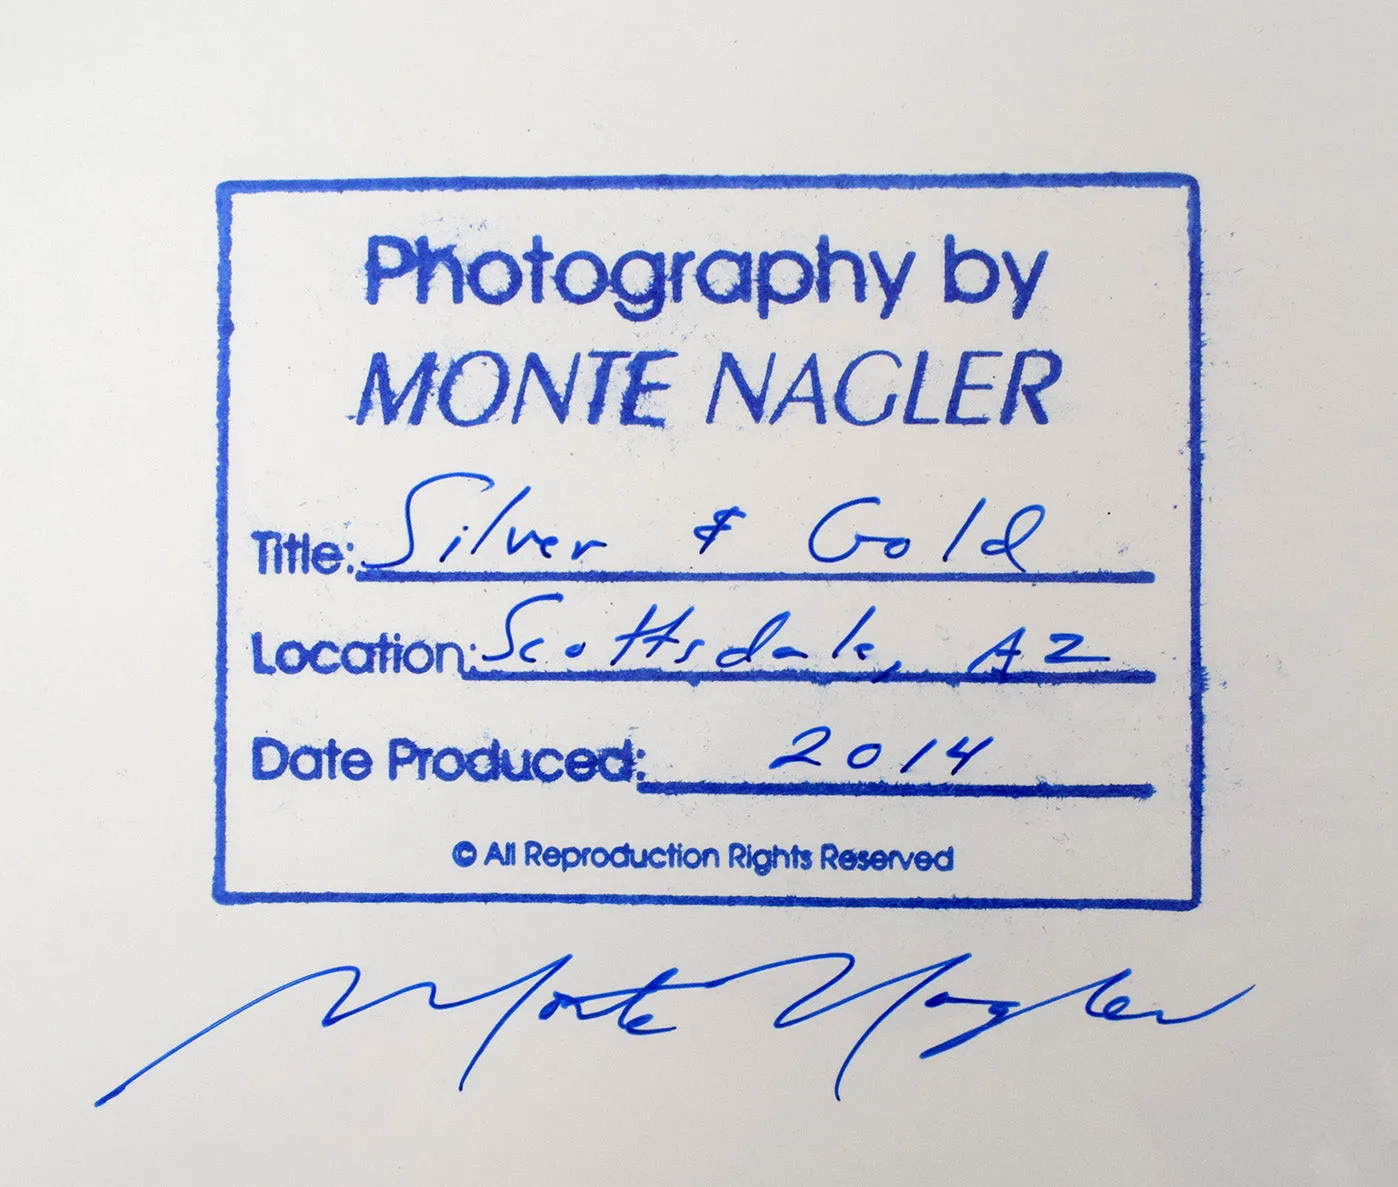 Photography by
MONTE NAGLER
Title: Silver & Gold
Location: Scottsdale, AZ
Date Produced: 2014
© All Reproduction Rights Reserved
Monte Nagler